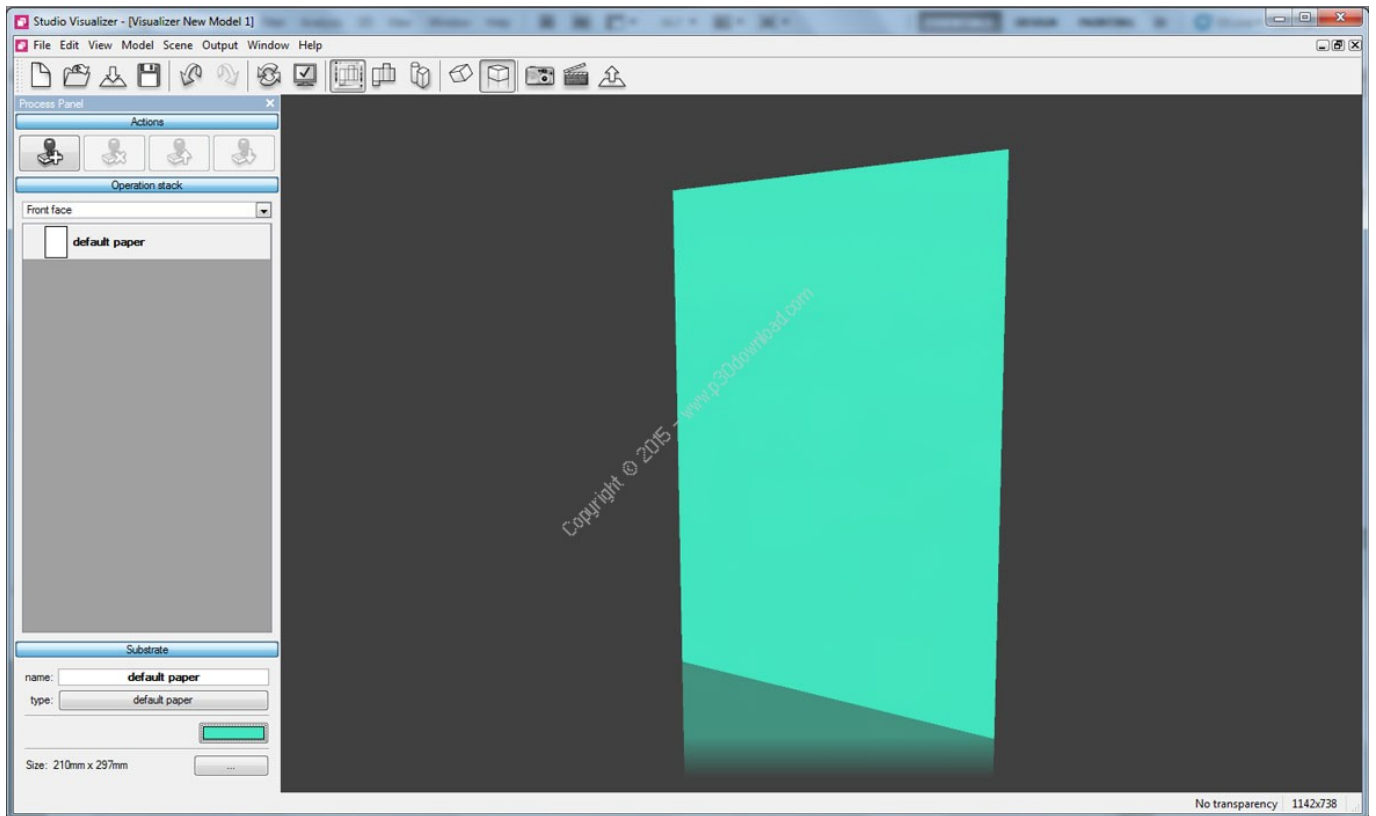 Studio Visualizer - [Visualizer New Model 1]
File Edit View Model Scene Output Window Help
Process Panel
Actions
Operation stack
Front face
default paper
Copyright © 2015 - www.p30download.com
Substrate
name: default paper
type: default paper
Size: 210mm x 297mm ...
No transparency 1142x738